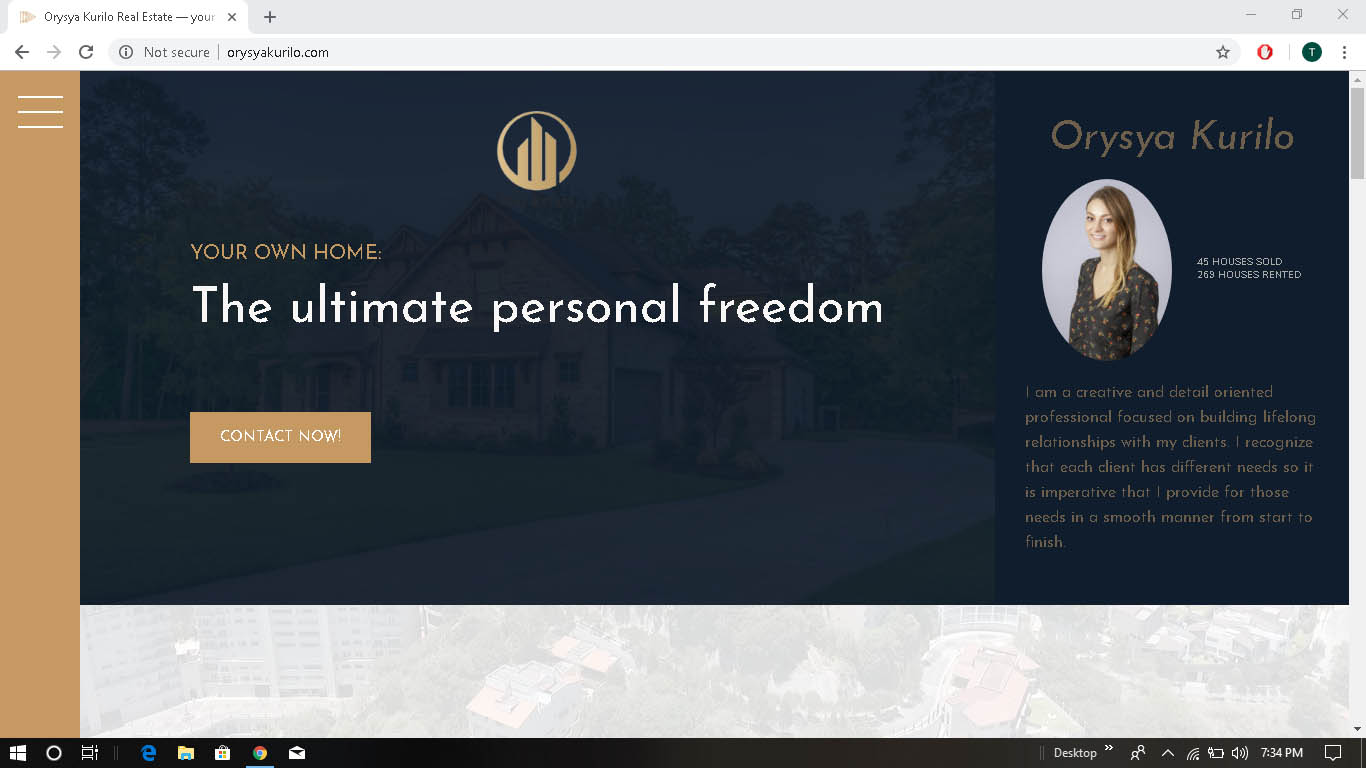 Orysya Kurilo Real Estate — your
Not secure
orysyakurilo.com
T
Orysya Kurilo
45 HOUSES SOLD
269 HOUSES RENTED
YOUR OWN HOME:
The ultimate personal freedom
CONTACT NOW!
I am a creative and detail oriented
professional focused on building lifelong
relationships with my clients. I recognize
that each client has different needs so it
is imperative that I provide for those
needs in a smooth manner from start to
finish.
Desktop
7:34 PM